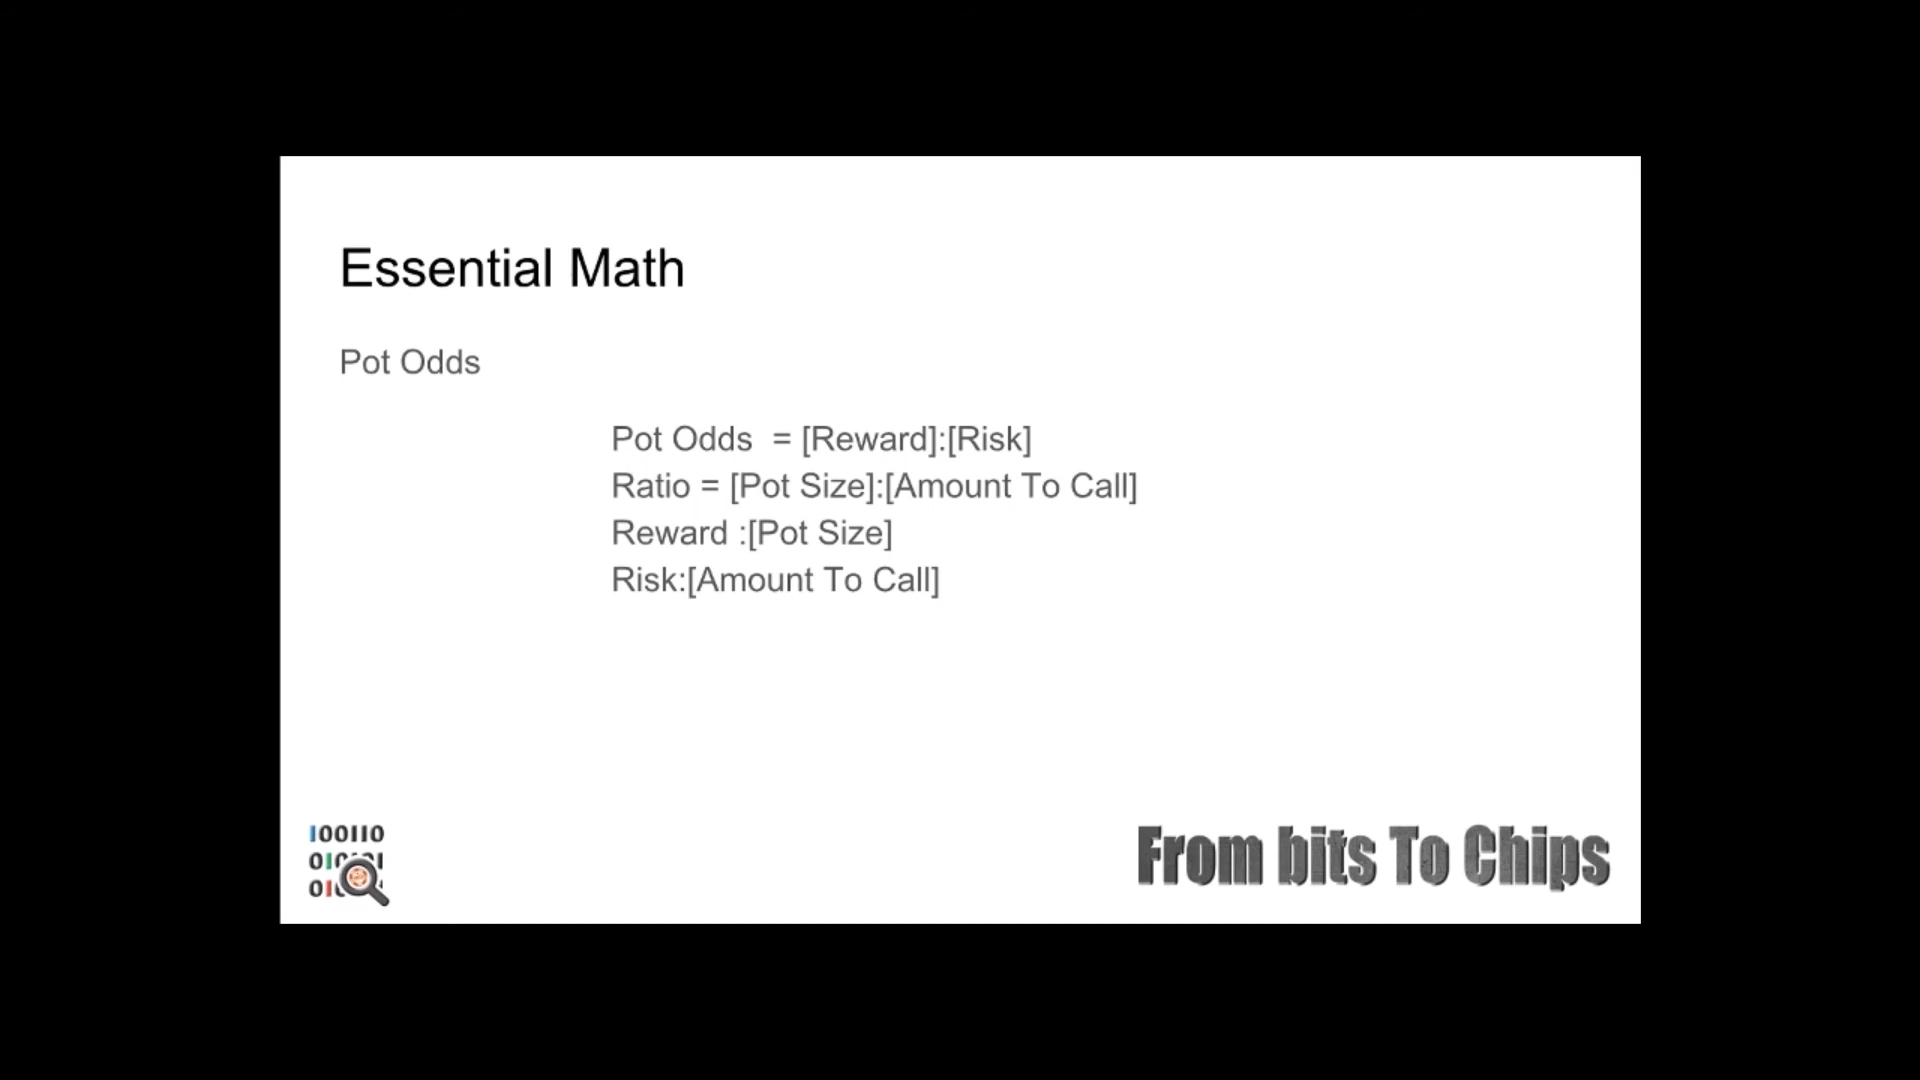 Essential Math
Pot Odds
Pot Odds  = [Reward]:[Risk]
Ratio = [Pot Size]:[Amount To Call]
Reward :[Pot Size]
Risk:[Amount To Call]
100110
From bits To Chips